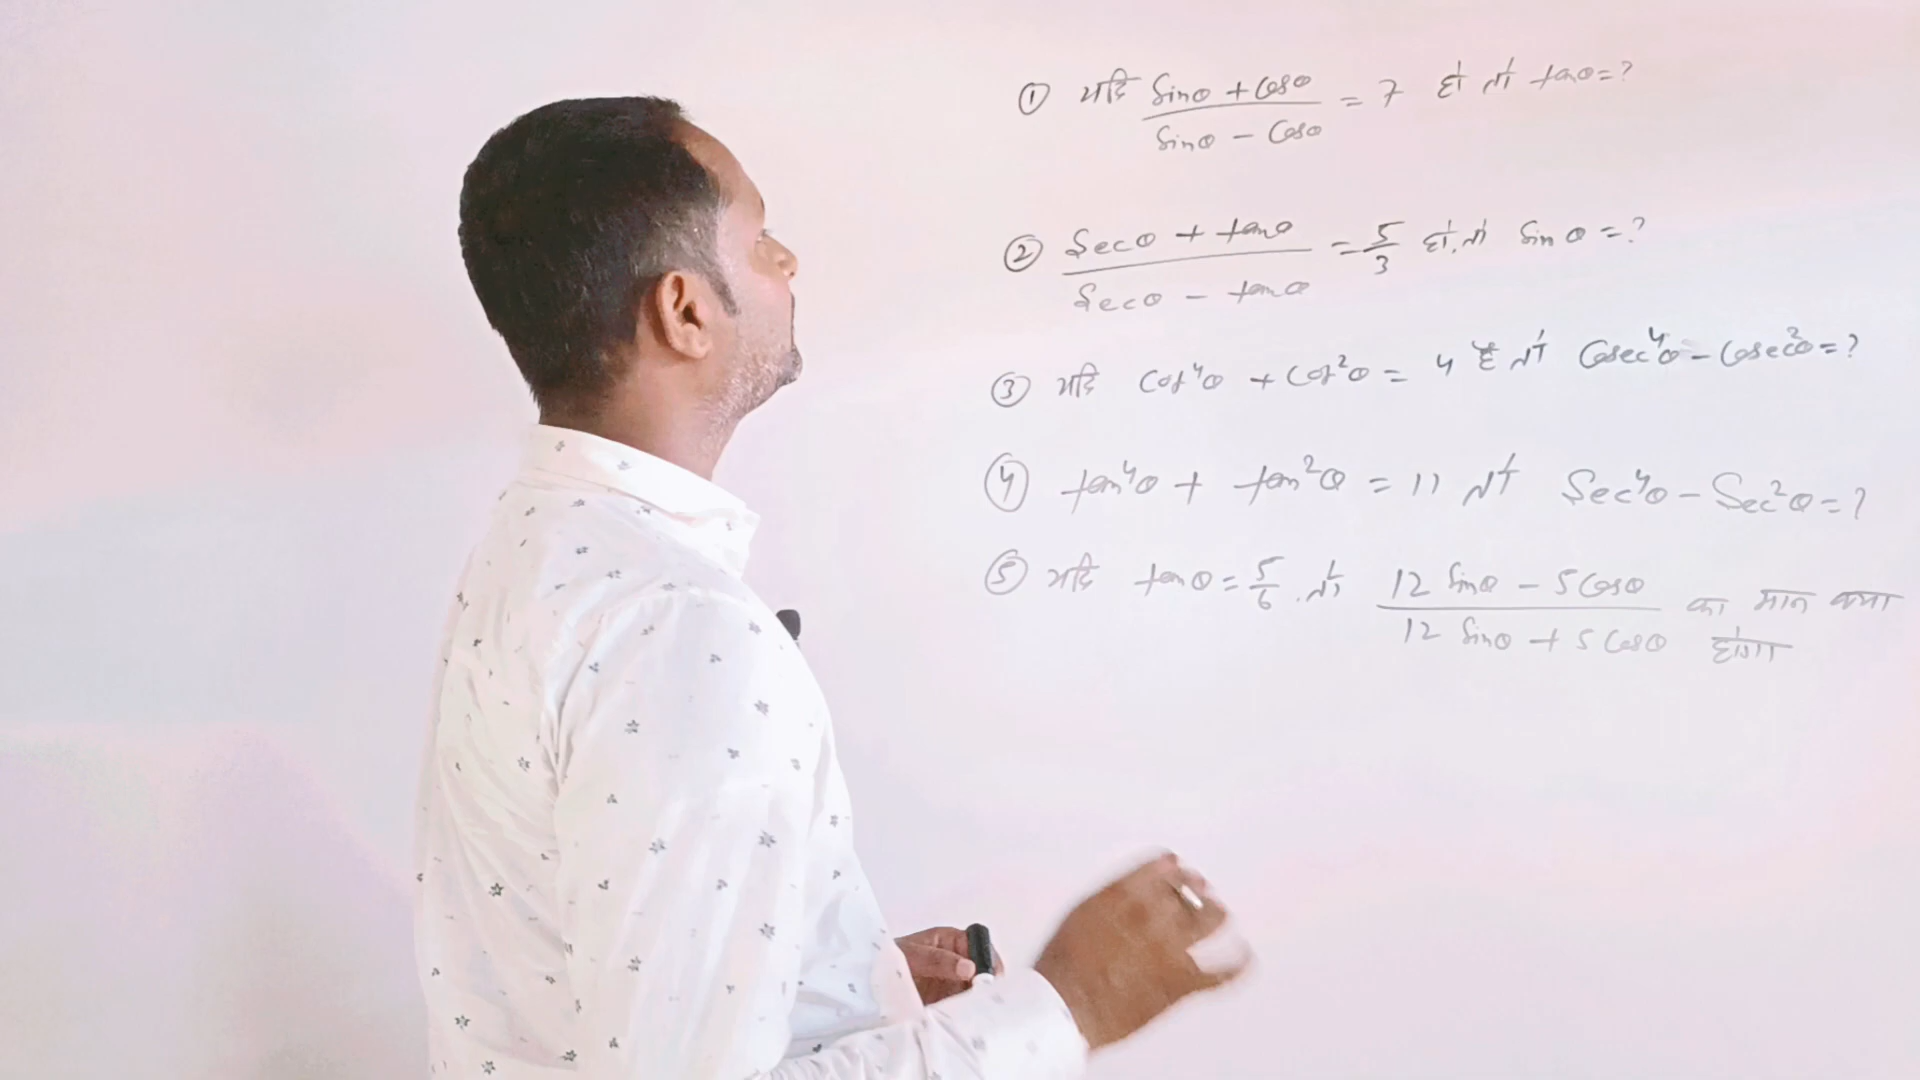 ① यदि (sinθ + cosθ)/(sinθ − cosθ) = 7 हो तो tanθ = ?
② (secθ + tanθ)/(secθ − tanθ) = 5/3 हो, तो sinθ = ?
③ यदि cot⁴θ + cot²θ = 4 है तो cosec⁴θ − cosec²θ = ?
④ tan⁴θ + tan²θ = 11 तो sec⁴θ − sec²θ = ?
⑤ यदि tanθ = 5/6 . तो (12 sinθ − 5 cosθ)/(12 sinθ + 5 cosθ) का मान क्या
होगा